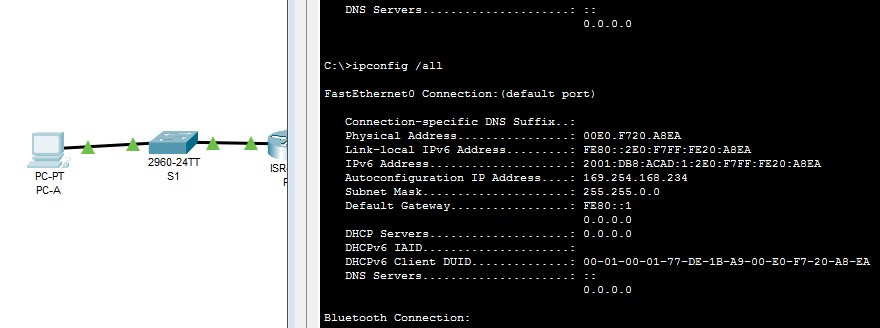 PC-PT
PC-A
2960-24TT
S1
DNS Servers.....................: ::
0.0.0.0
C:\>ipconfig /all
FastEthernet0 Connection:(default port)
Connection-specific DNS Suffix..:
Physical Address................: 00E0.F720.A8EA
Link-local IPv6 Address.........: FE80::2E0:F7FF:FE20:A8EA
IPv6 Address....................: 2001:DB8:ACAD:1:2E0:F7FF:FE20:A8EA
Autoconfiguration IP Address....: 169.254.168.234
Subnet Mask.....................: 255.255.0.0
Default Gateway.................: FE80::1
0.0.0.0
DHCP Servers....................: 0.0.0.0
DHCPv6 IAID.....................:
DHCPv6 Client DUID..............: 00-01-00-01-77-DE-1B-A9-00-E0-F7-20-A8-EA
DNS Servers.....................: ::
0.0.0.0
Bluetooth Connection: